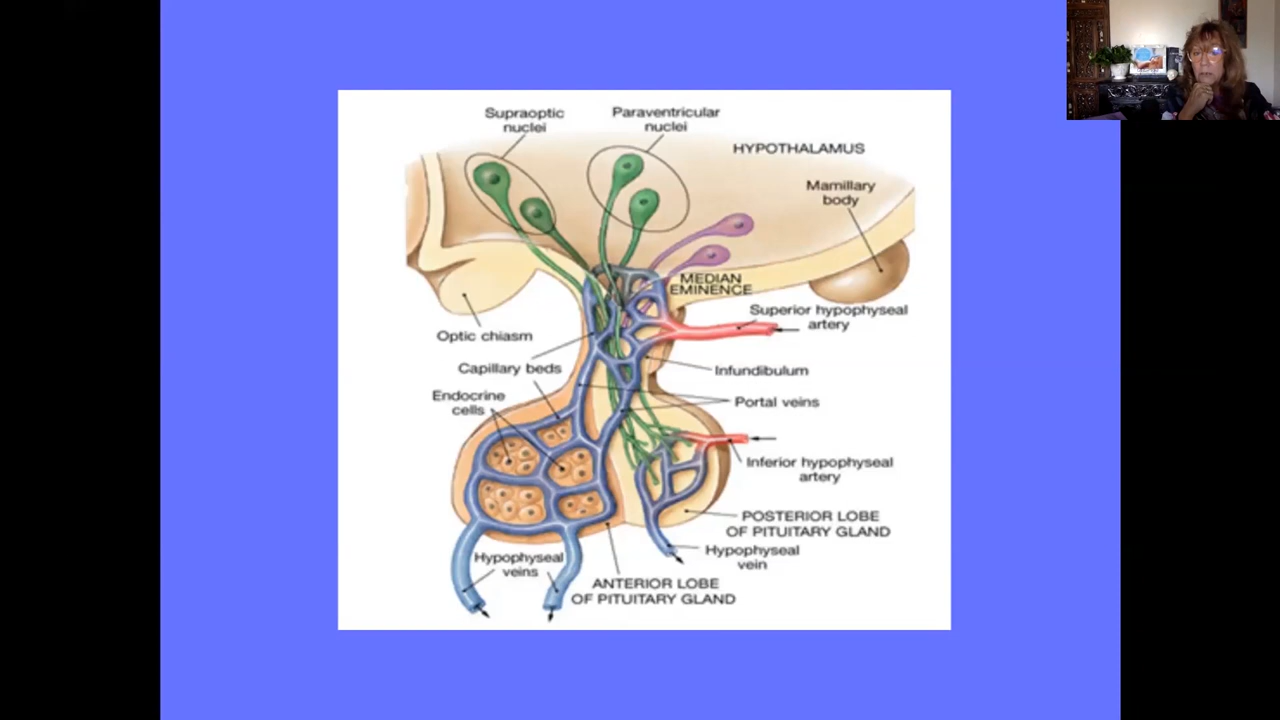 Supraoptic
nuclei
Paraventricular
nuclei
HYPOTHALAMUS
Mamillary
body
MEDIAN
EMINENCE
Superior hypophyseal
artery
Optic chiasm
Capillary beds
Infundibulum
Endocrine
cells
Portal veins
Inferior hypophyseal
artery
POSTERIOR LOBE
OF PITUITARY GLAND
Hypophyseal
vein
Hypophyseal
veins
ANTERIOR LOBE
OF PITUITARY GLAND